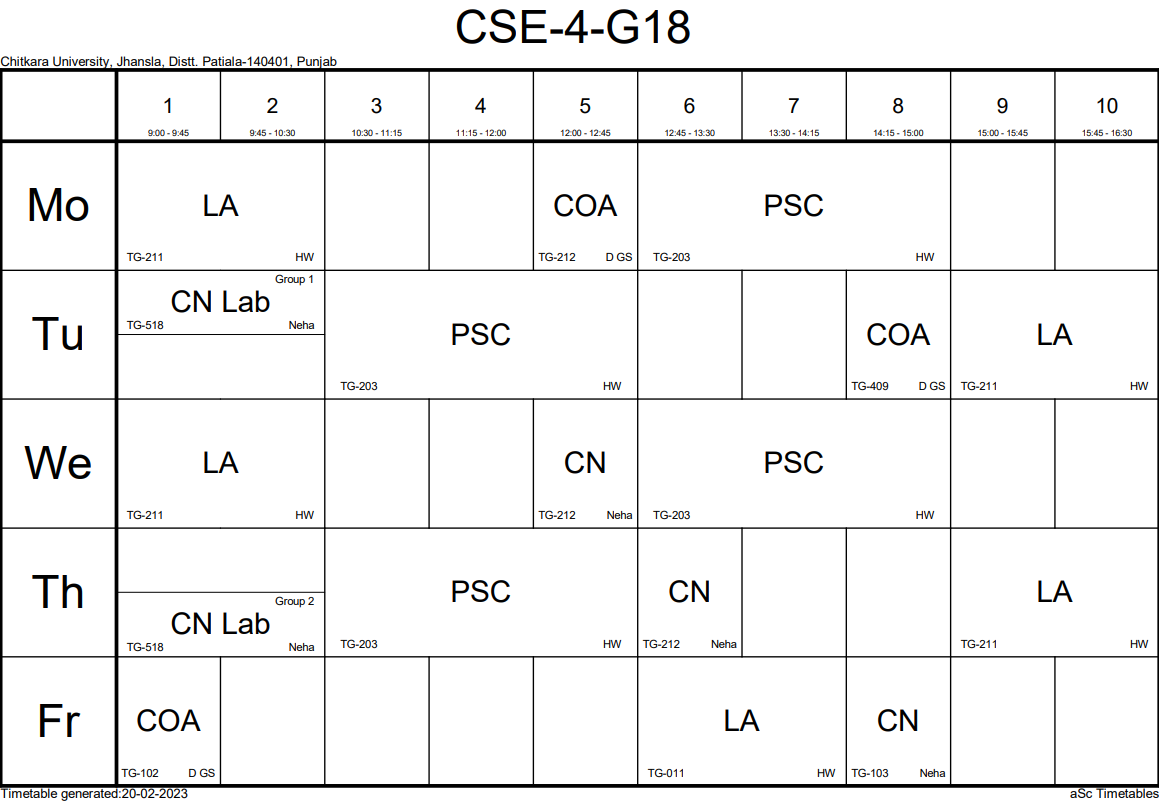 CSE-4-G18
Chitkara University, Jhansla, Distt. Patiala-140401, Punjab
1 2 3 4 5 6 7 8 9 10
9:00 - 9:45 9:45 - 10:30 10:30 - 11:15 11:15 - 12:00 12:00 - 12:45 12:45 - 13:30 13:30 - 14:15 14:15 - 15:00 15:00 - 15:45 15:45 - 16:30
Mo LA COA PSC
TG-211 HW TG-212 D GS TG-203 HW
Group 1
CN Lab
TG-518 Neha
Tu PSC COA LA
TG-203 HW TG-409 D GS TG-211 HW
We LA CN PSC
TG-211 HW TG-212 Neha TG-203 HW
Th PSC CN LA
Group 2
CN Lab
TG-518 Neha TG-203 HW TG-212 Neha TG-211 HW
Fr COA LA CN
TG-102 D GS TG-011 HW TG-103 Neha
Timetable generated:20-02-2023 aSc Timetables